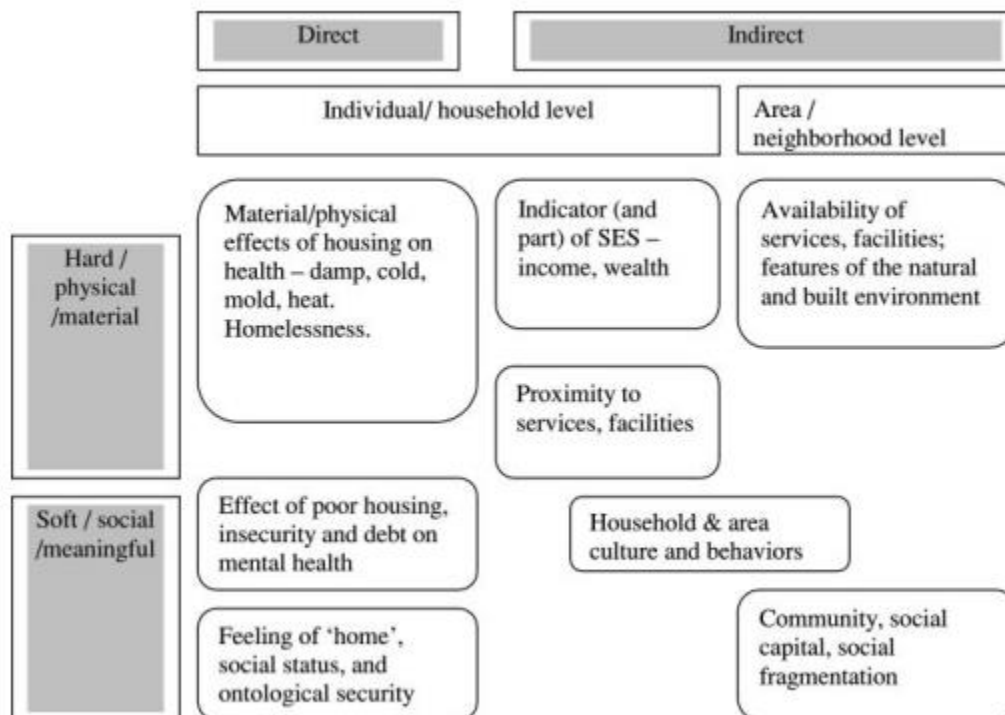 Direct
Indirect
Individual/ household level
Area /
neighborhood level
Hard /
physical
/material
Material/physical
effects of housing on
health – damp, cold,
mold, heat.
Homelessness.
Indicator (and
part) of SES –
income, wealth
Availability of
services, facilities;
features of the natural
and built environment
Proximity to
services, facilities
Soft / social
/meaningful
Effect of poor housing,
insecurity and debt on
mental health
Household & area
culture and behaviors
Feeling of ‘home’,
social status, and
ontological security
Community, social
capital, social
fragmentation